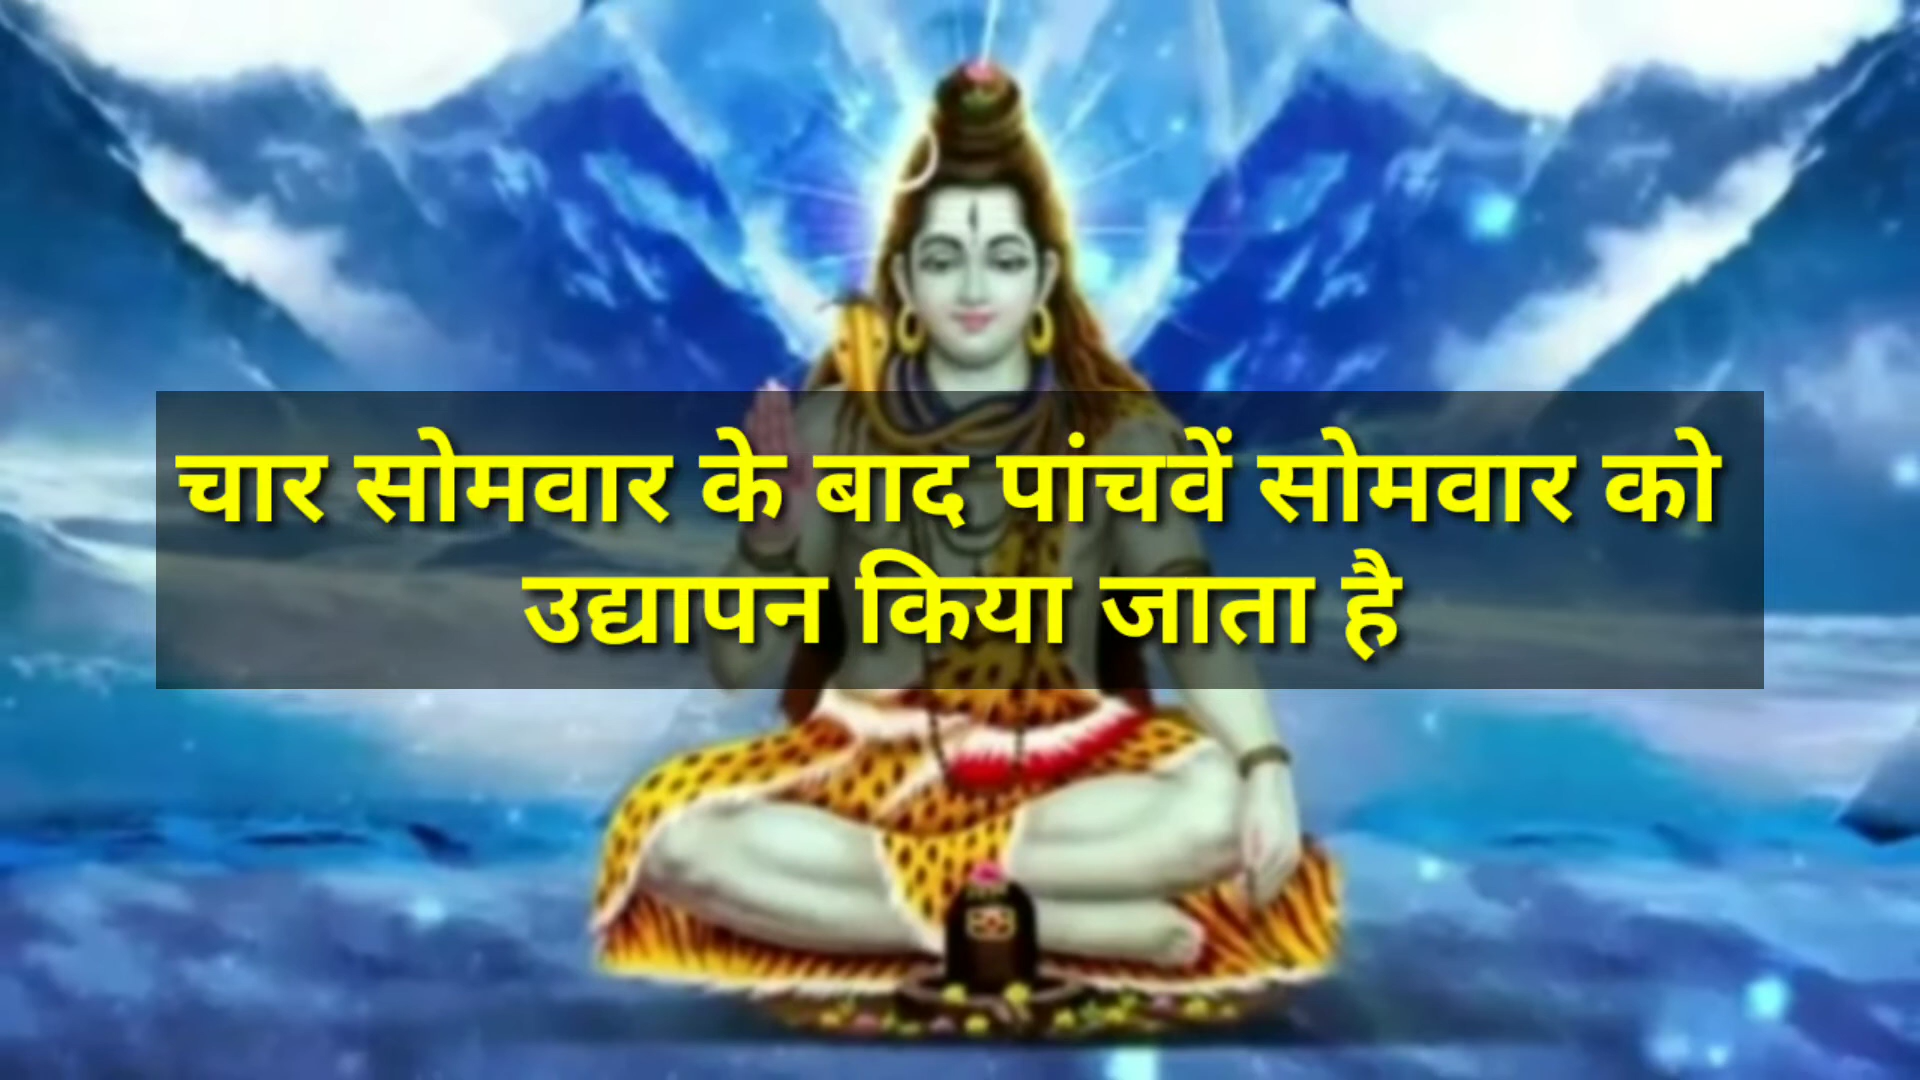 चार सोमवार के बाद पांचवें सोमवार को
उद्यापन किया जाता है